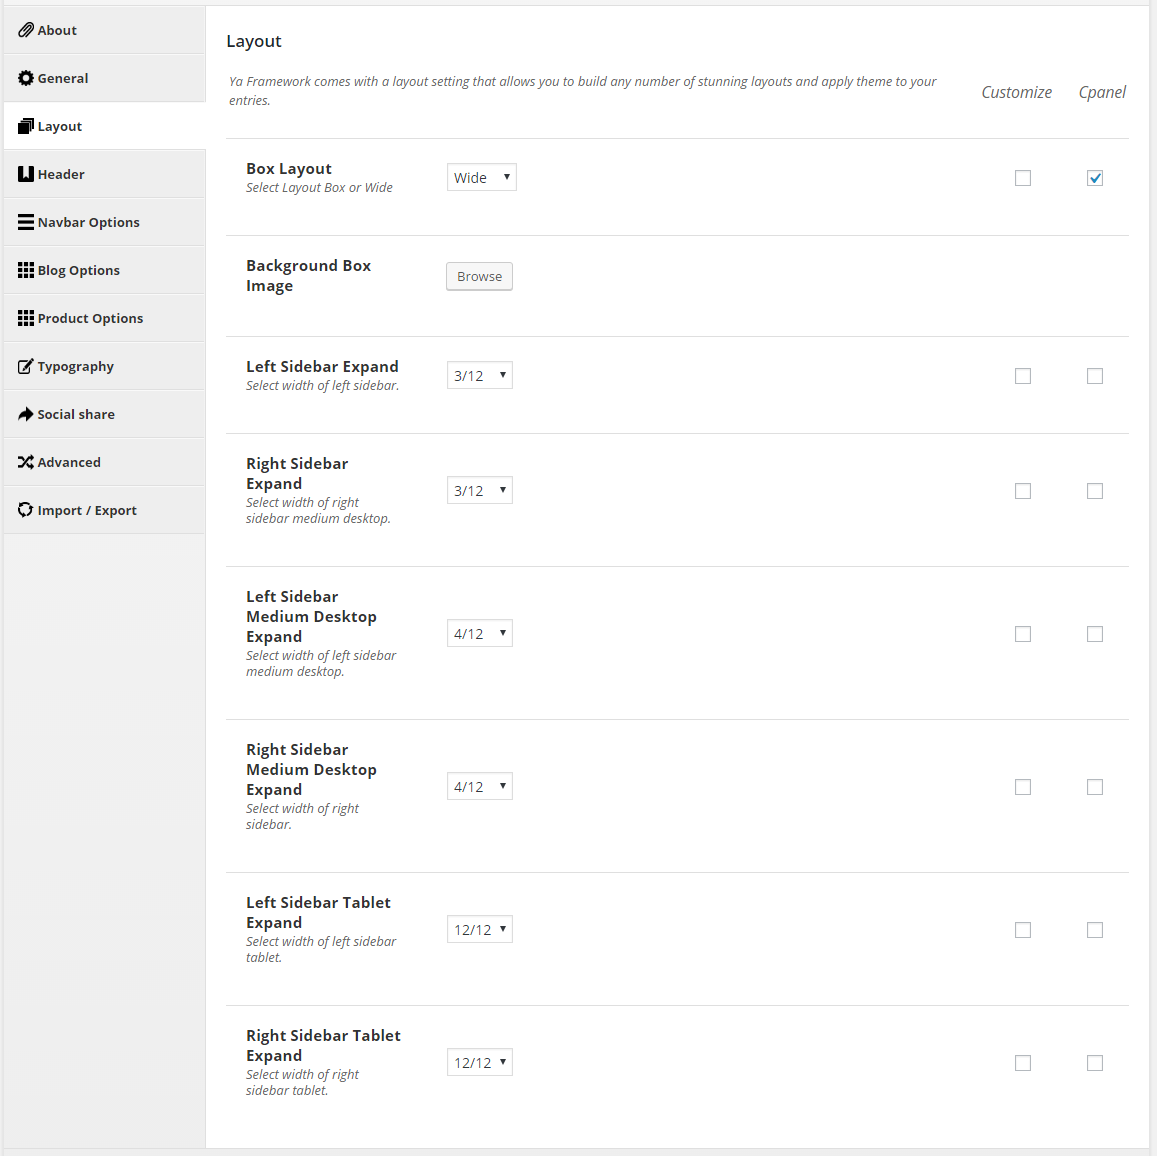 About
General
Layout
Header
Navbar Options
Blog Options
Product Options
Typography
Social share
Advanced
Import / Export
Layout
Ya Framework comes with a layout setting that allows you to build any number of stunning layouts and apply theme to your
entries.
Customize Cpanel
Box Layout
Select Layout Box or Wide
Wide
Background Box
Image
Browse
Left Sidebar Expand
Select width of left sidebar.
3/12
Right Sidebar
Expand
Select width of right
sidebar medium desktop.
3/12
Left Sidebar
Medium Desktop
Expand
Select width of left sidebar
medium desktop.
4/12
Right Sidebar
Medium Desktop
Expand
Select width of right
sidebar.
4/12
Left Sidebar Tablet
Expand
Select width of left sidebar
tablet.
12/12
Right Sidebar Tablet
Expand
Select width of right
sidebar tablet.
12/12